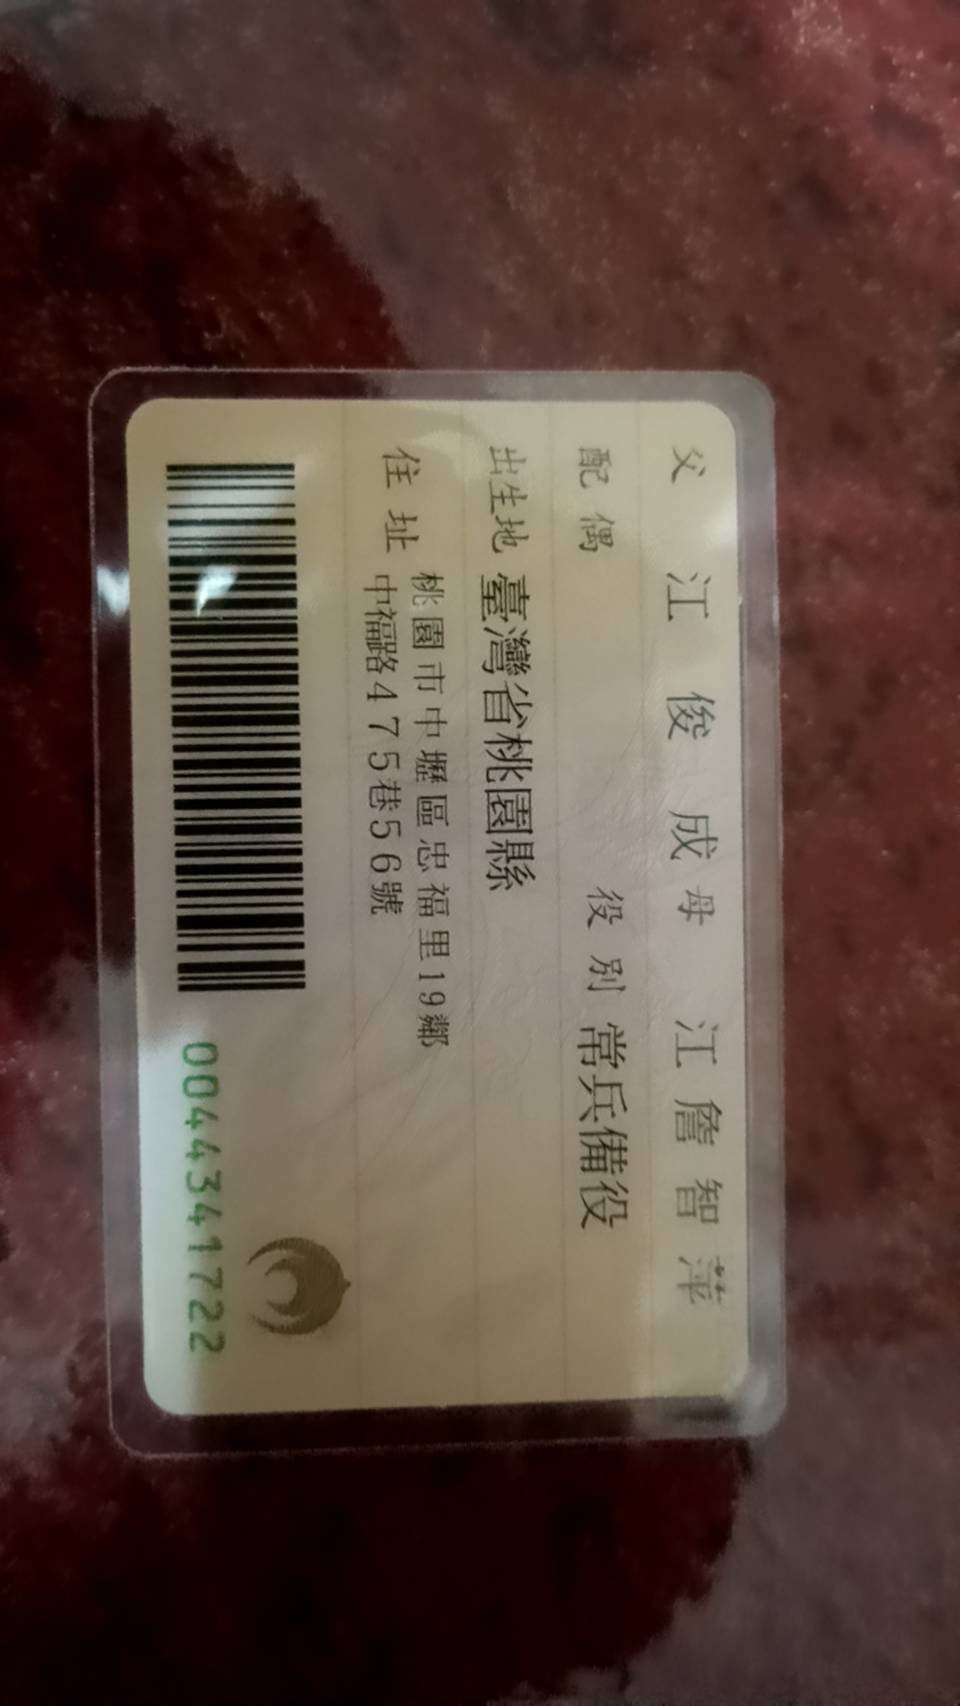 父 江俊成 母 江詹智萍
配偶 役別 常兵備役
出生地 臺灣省桃園縣
住址 桃園市中壢區忠福里19鄰
中福路475巷56號
0044341722